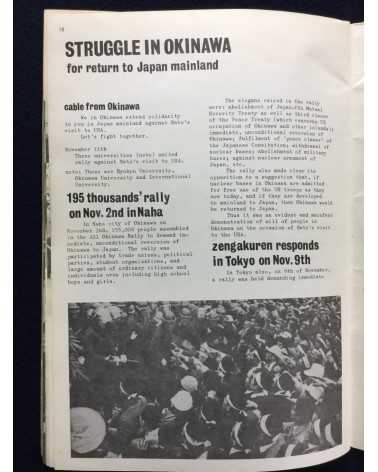 18
STRUGGLE IN OKINAWA
for return to Japan mainland
cable from Okinawa
We in Okinawa extend solidarity
to you in Japan mainland against Sato's
visit to USA.
Let's fight together.
November 11th
Three universities (note) united
rally against Sato's visit to USA.
note: These are Ryukyu University,
Okinawa University and International
University.
195 thousands' rally
on Nov. 2nd in Naha
In Naha city of Okinawa on
November 2nd, 195,000 people assembled
in the All Okinawa Rally to demand im-
mediate, unconditional reversion of
Okinawa to Japan. The rally was
participated by trade unions, political
parties, student organizations, and
large amount of ordinary citizens and
individuals even including high school
boys and girls.
The slogans raised in the rally
were: abolishment of Japan,USA Mutual
Security Treaty as well as third clause
of the Peace Treaty (which reserves US
occupation of Okinawa and other islands);
immediate, unconditional reversion of
Okinawa; fulfilment of 'peace clause' of
the Japanese Constitution; withdrawal of
nuclear bases; abolishment of military
bases; against nuclear armament of
Japan, etc.
The rally also made clear its
opposition to a suggestion that, if
nuclear bases in Okinawa are admitted
for free use of the US troops as they
are today, and if they are developed
to mainland to Japan, then Okinawa would
be returned to Japan.
Thus it was an evident and manifest
demonstration of will of people in
Okinawa on the occasion of Sato's visit
to the USA.
zengakuren responds
in Tokyo on Nov. 9th
In Tokyo also, on 9th of November,
a rally was held demanding immediate